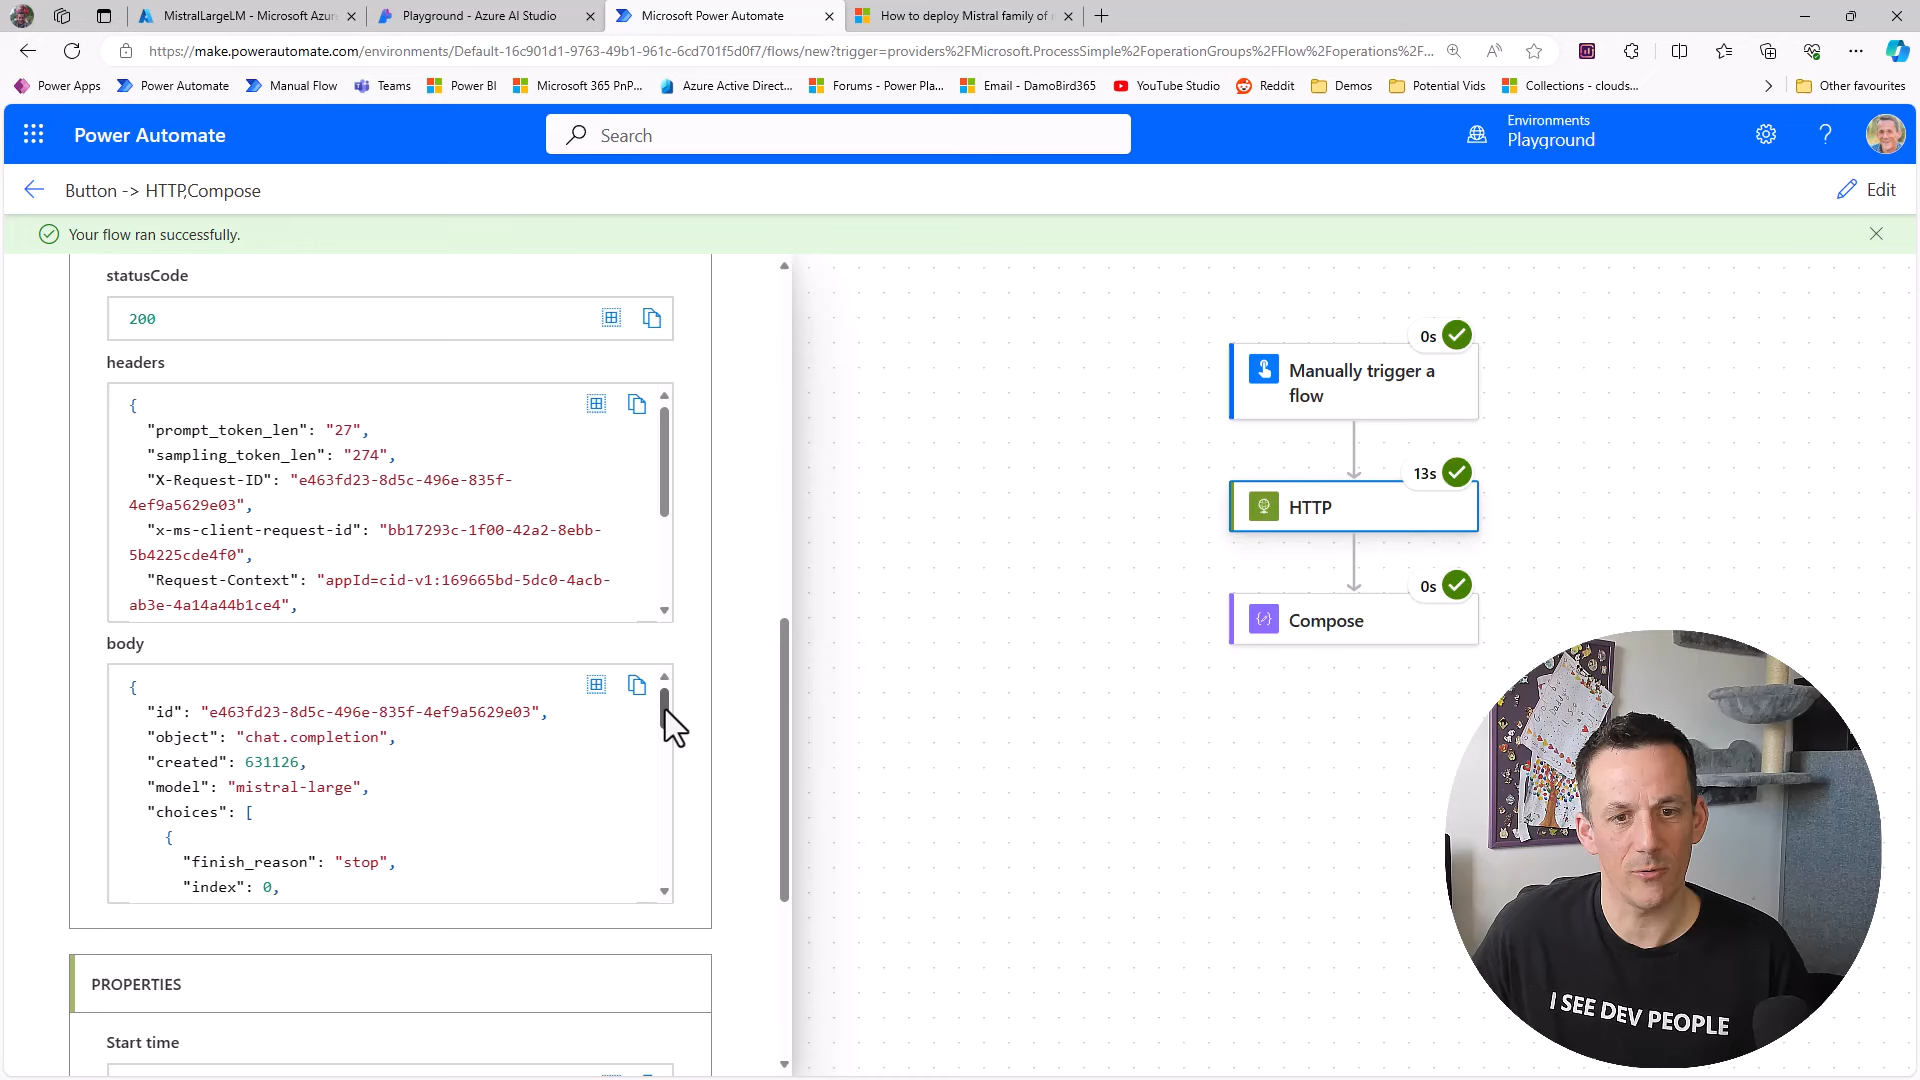 MistralLargeLM - Microsoft Azur
Playground - Azure AI Studio
Microsoft Power Automate
How to deploy Mistral family of
https://make.powerautomate.com/environments/Default-16c901d1-9763-49b1-961c-6cd701f5d0f7/flows/new?trigger=providers%2FMicrosoft.ProcessSimple%2FoperationGroups%2FFlow%2Foperations%2F...
Power Apps
Power Automate
Manual Flow
Teams
Power BI
Microsoft 365 PnP...
Azure Active Direct...
Forums - Power Pla...
Email - DamoBird365
YouTube Studio
Reddit
Demos
Potential Vids
Collections - clouds...
Other favourites
Power Automate
Search
Environments
Playground
Button -> HTTP,Compose
Edit
Your flow ran successfully.
statusCode
200
headers
{
"prompt_token_len": "27",
"sampling_token_len": "274",
"X-Request-ID": "e463fd23-8d5c-496e-835f-
4ef9a5629e03",
"x-ms-client-request-id": "bb17293c-1f00-42a2-8ebb-
5b4225cde4f0",
"Request-Context": "appId=cid-v1:169665bd-5dc0-4acb-
ab3e-4a14a44b1ce4",
body
{
"id": "e463fd23-8d5c-496e-835f-4ef9a5629e03",
"object": "chat.completion",
"created": 631126,
"model": "mistral-large",
"choices": [
{
"finish_reason": "stop",
"index": 0,
PROPERTIES
Start time
0s
Manually trigger a
flow
13s
HTTP
0s
Compose
I SEE DEV PEOPLE